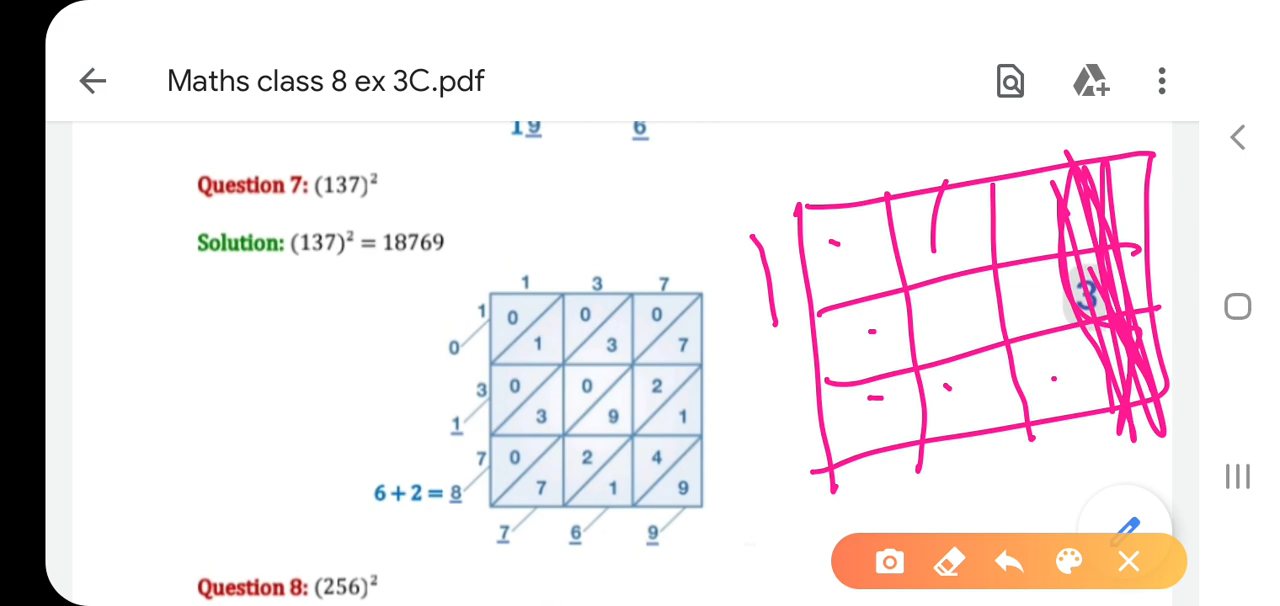 Maths class 8 ex 3C.pdf
19 6
Question 7: (137)²
Solution: (137)² = 18769
1 3 7
1 0 0 0
0 1 3 7
3 0 0 2
1 3 9 1
7 0 2 4
6 + 2 = 8 7 1 9
7 6 9
3
Question 8: (256)²